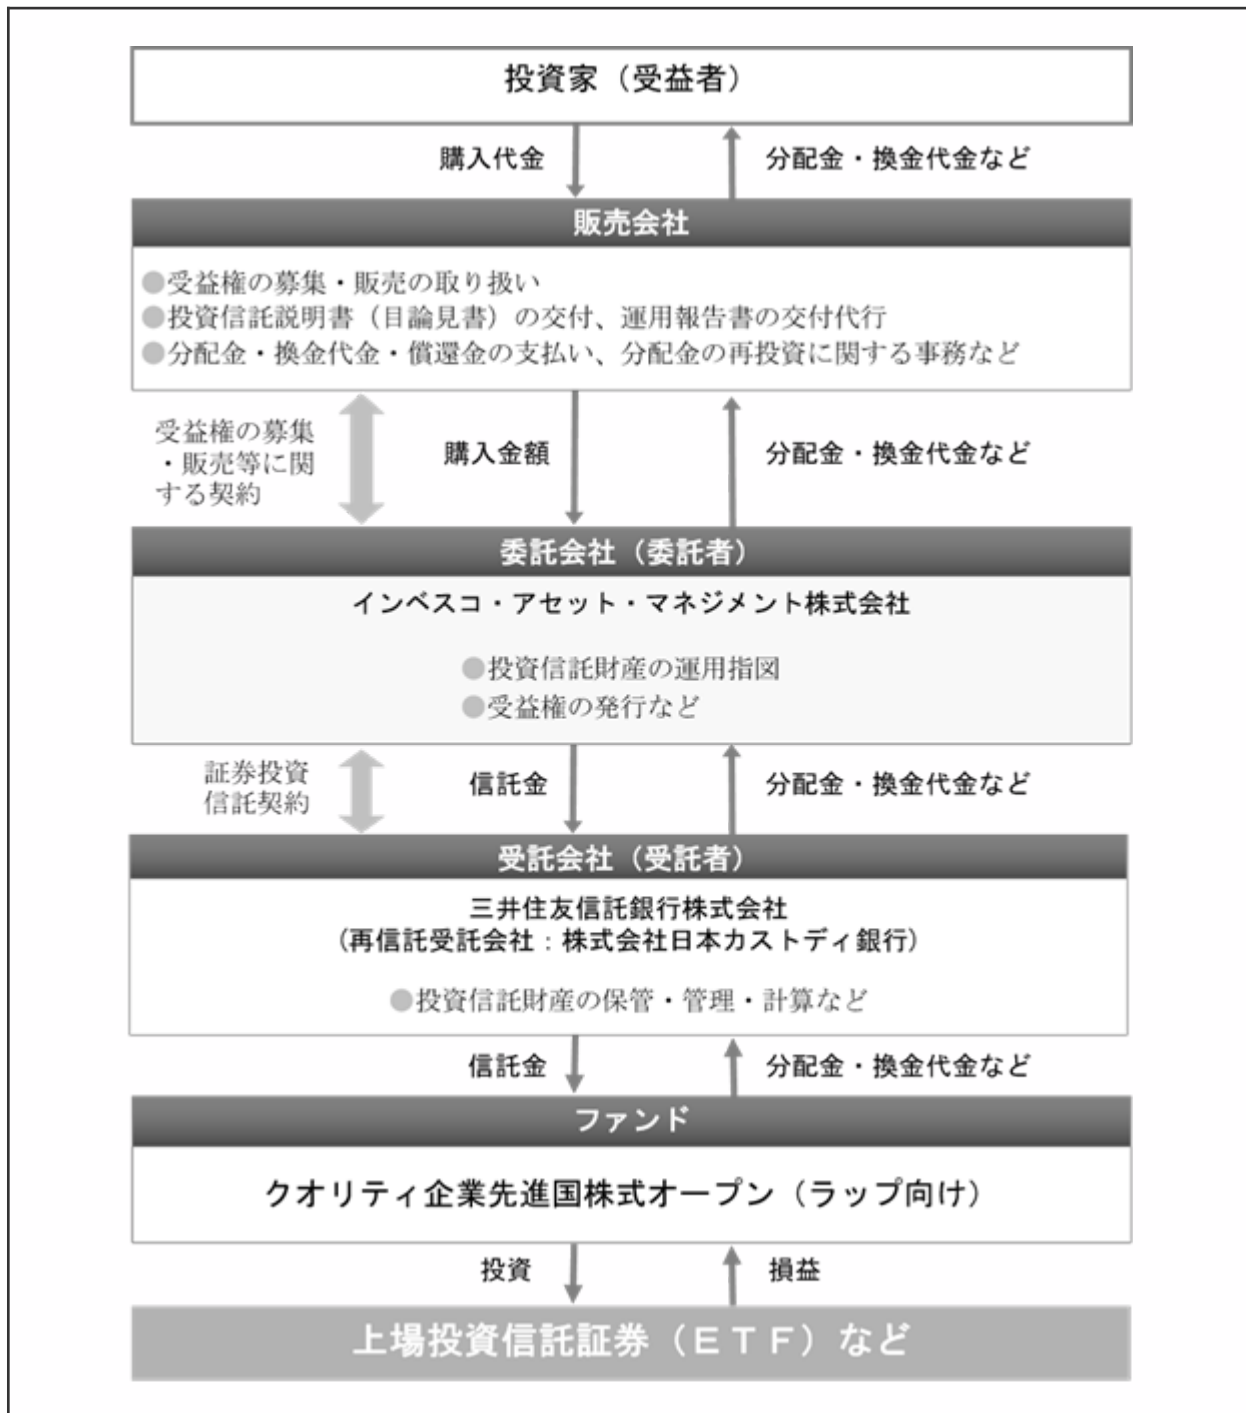 投資家（受益者）
購入代金
分配金・換金代金など
販売会社
●受益権の募集・販売の取り扱い
●投資信託説明書（目論見書）の交付、運用報告書の交付代行
●分配金・換金代金・償還金の支払い、分配金の再投資に関する事務など
受益権の募集
・販売等に関
する契約
購入金額
分配金・換金代金など
委託会社（委託者）
インベスコ・アセット・マネジメント株式会社
●投資信託財産の運用指図
●受益権の発行など
証券投資
信託契約
信託金
分配金・換金代金など
受託会社（受託者）
三井住友信託銀行株式会社
（再信託受託会社：株式会社日本カストディ銀行）
●投資信託財産の保管・管理・計算など
信託金
分配金・換金代金など
ファンド
クオリティ企業先進国株式オープン（ラップ向け）
投資
損益
上場投資信託証券（ＥＴＦ）など